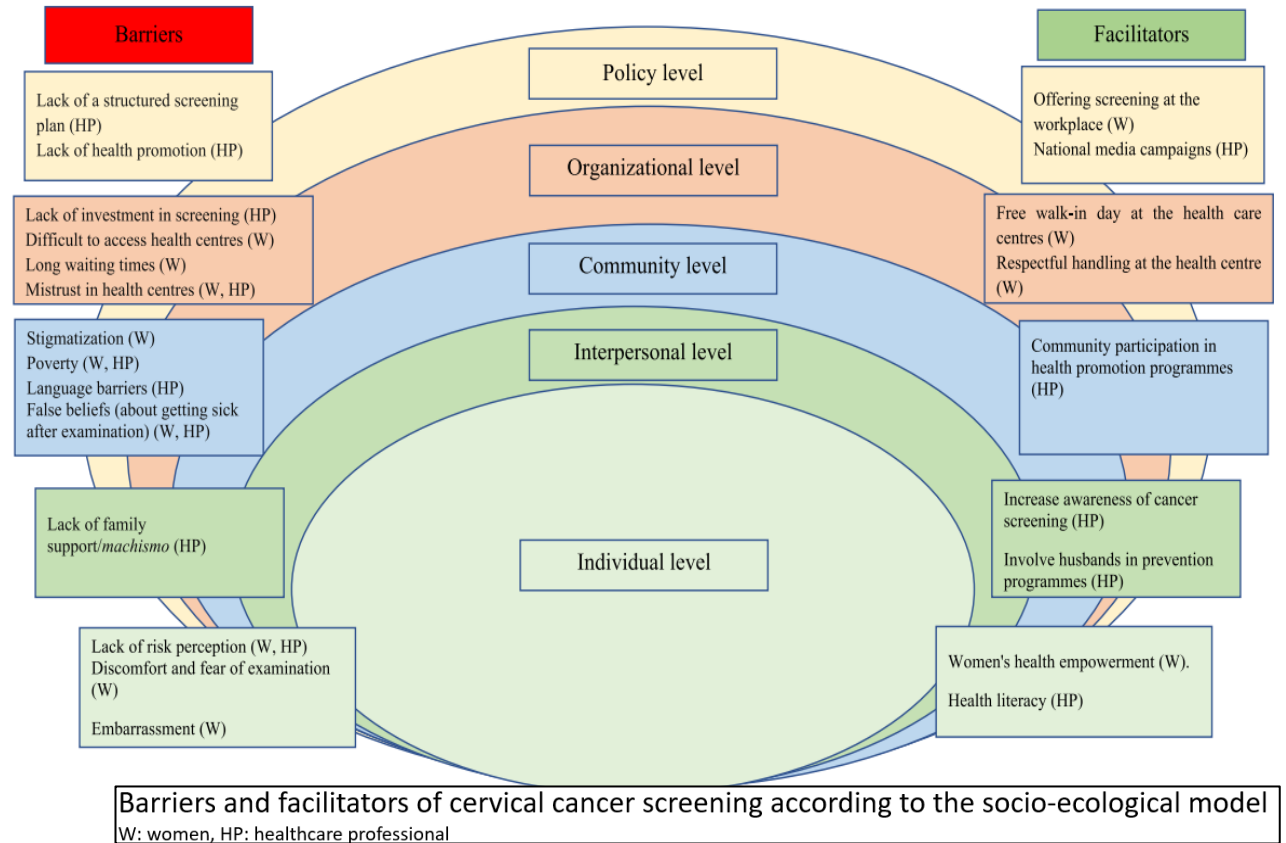 Barriers
Facilitators
Policy level
Lack of a structured screening
plan (HP)
Lack of health promotion (HP)
Offering screening at the
workplace (W)
National media campaigns (HP)
Organizational level
Lack of investment in screening (HP)
Difficult to access health centres (W)
Long waiting times (W)
Mistrust in health centres (W, HP)
Free walk-in day at the health care
centres (W)
Respectful handling at the health centre
(W)
Community level
Stigmatization (W)
Poverty (W, HP)
Language barriers (HP)
False beliefs (about getting sick
after examination) (W, HP)
Community participation in
health promotion programmes
(HP)
Interpersonal level
Lack of family
support/machismo (HP)
Increase awareness of cancer
screening (HP)
Involve husbands in prevention
programmes (HP)
Individual level
Lack of risk perception (W, HP)
Discomfort and fear of examination
(W)
Embarrassment (W)
Women's health empowerment (W).
Health literacy (HP)
Barriers and facilitators of cervical cancer screening according to the socio-ecological model
W: women, HP: healthcare professional